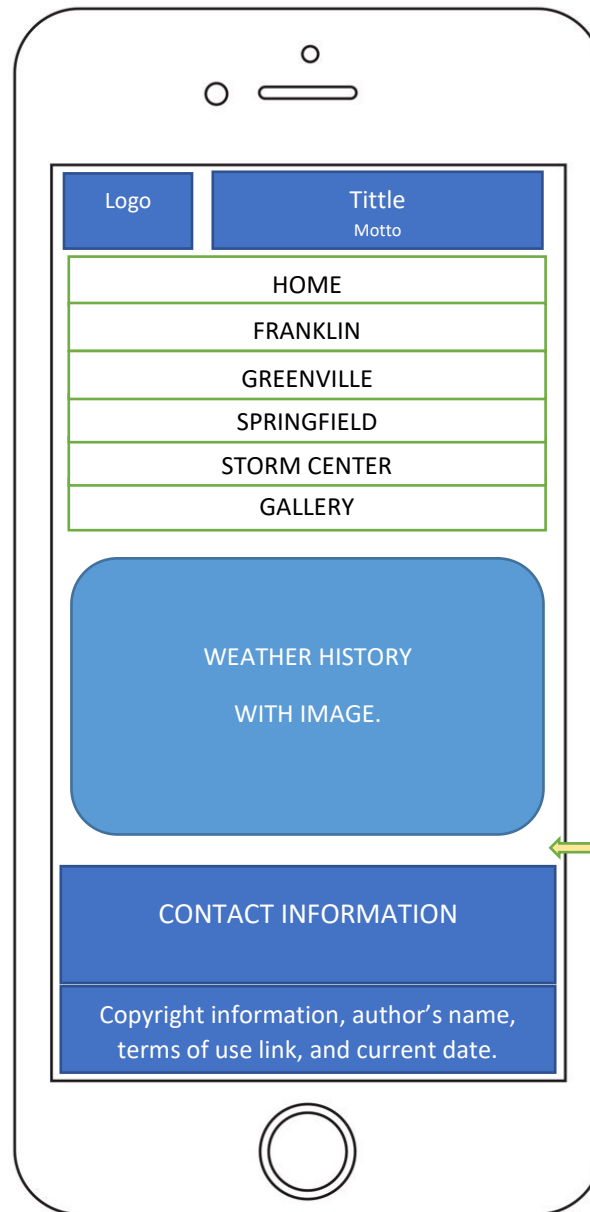 Logo
Tittle
Motto
HOME
FRANKLIN
GREENVILLE
SPRINGFIELD
STORM CENTER
GALLERY
WEATHER HISTORY
WITH IMAGE.
CONTACT INFORMATION
Copyright information, author’s name,
terms of use link, and current date.